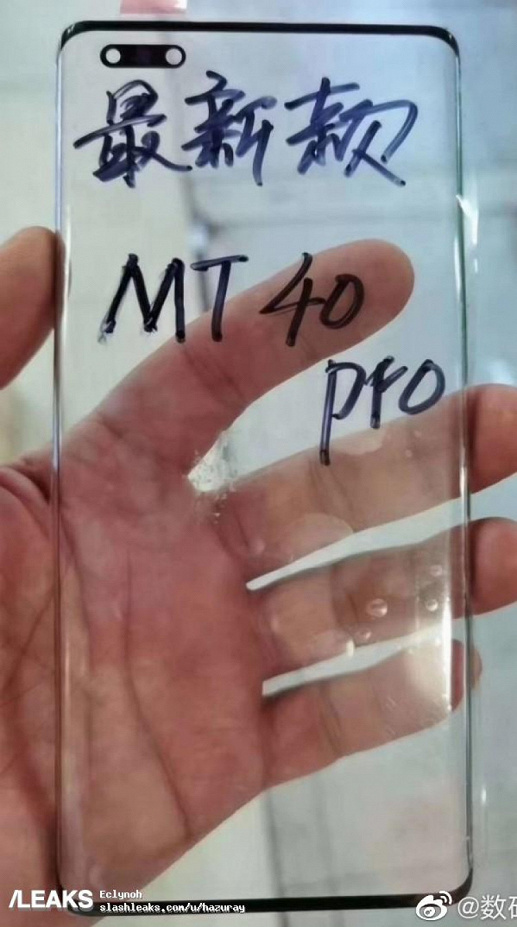 最新款
MT 40
pro
/LEAKS
Eclynoh
slashleaks.com/u/hazuray
@数码